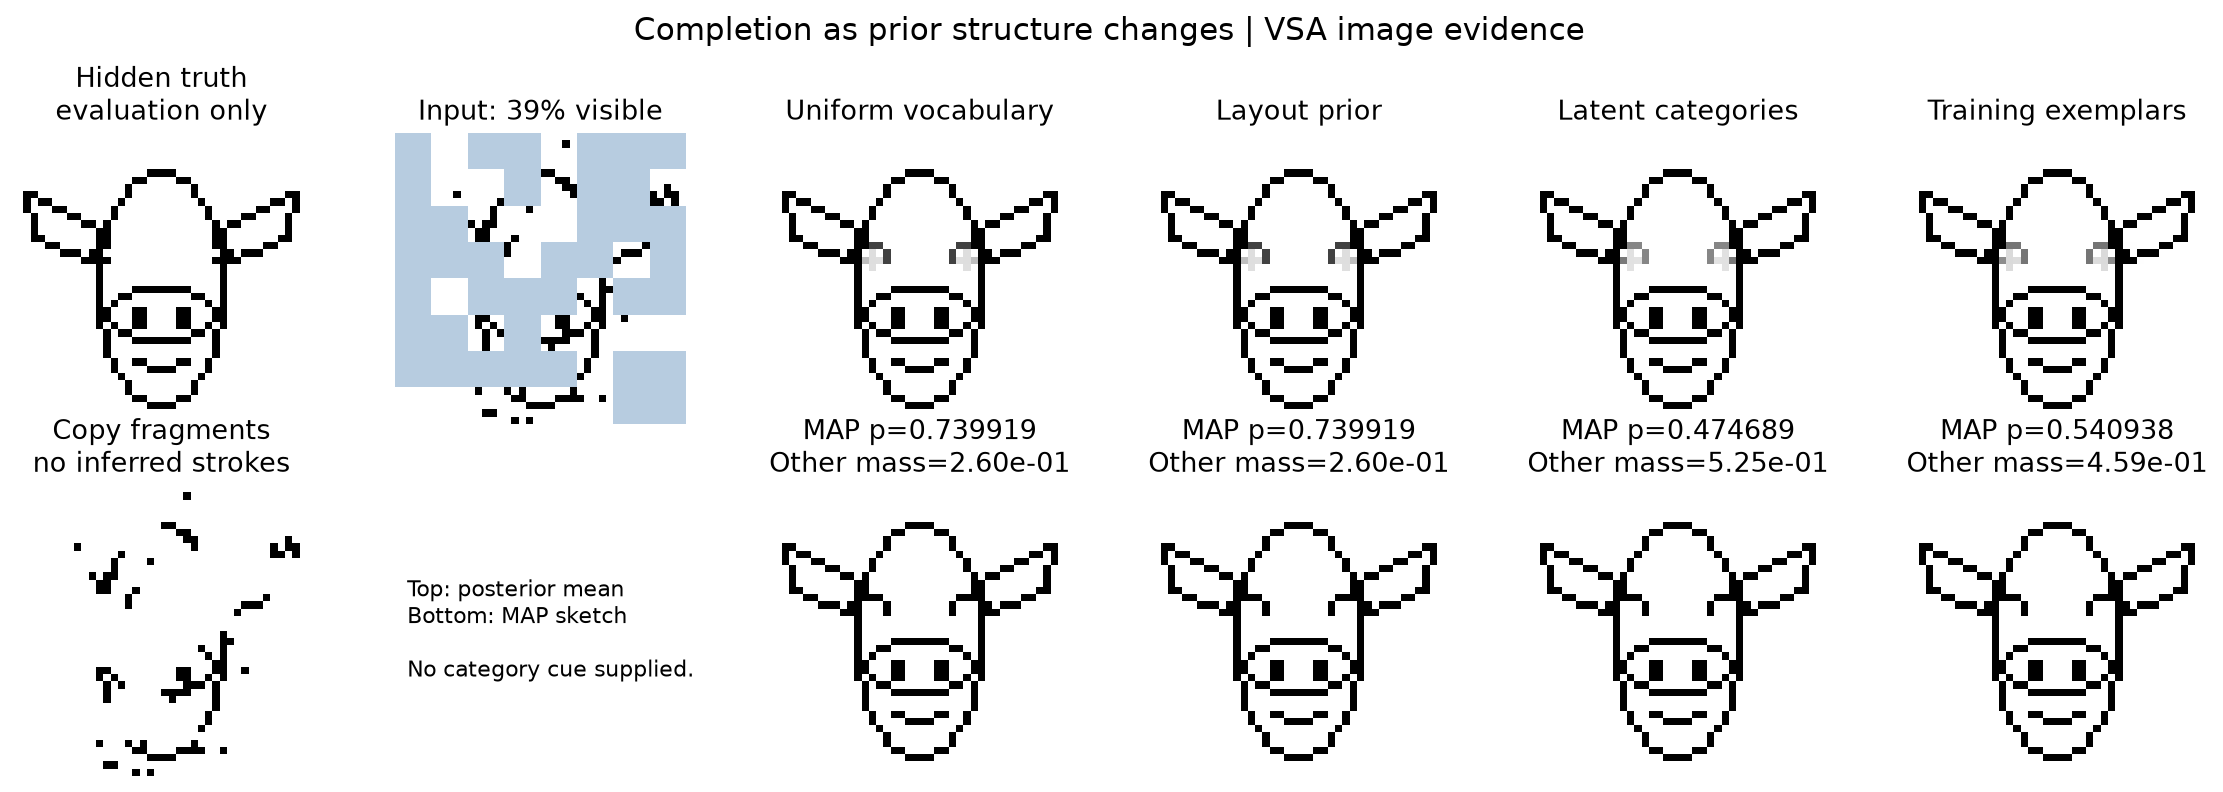 Completion as prior structure changes | VSA image evidence
Hidden truth
evaluation only
Input: 39% visible
Uniform vocabulary
Layout prior
Latent categories
Training exemplars
Copy fragments
no inferred strokes
MAP p=0.739919
Other mass=2.60e-01
MAP p=0.739919
Other mass=2.60e-01
MAP p=0.474689
Other mass=5.25e-01
MAP p=0.540938
Other mass=4.59e-01
Top: posterior mean
Bottom: MAP sketch
No category cue supplied.